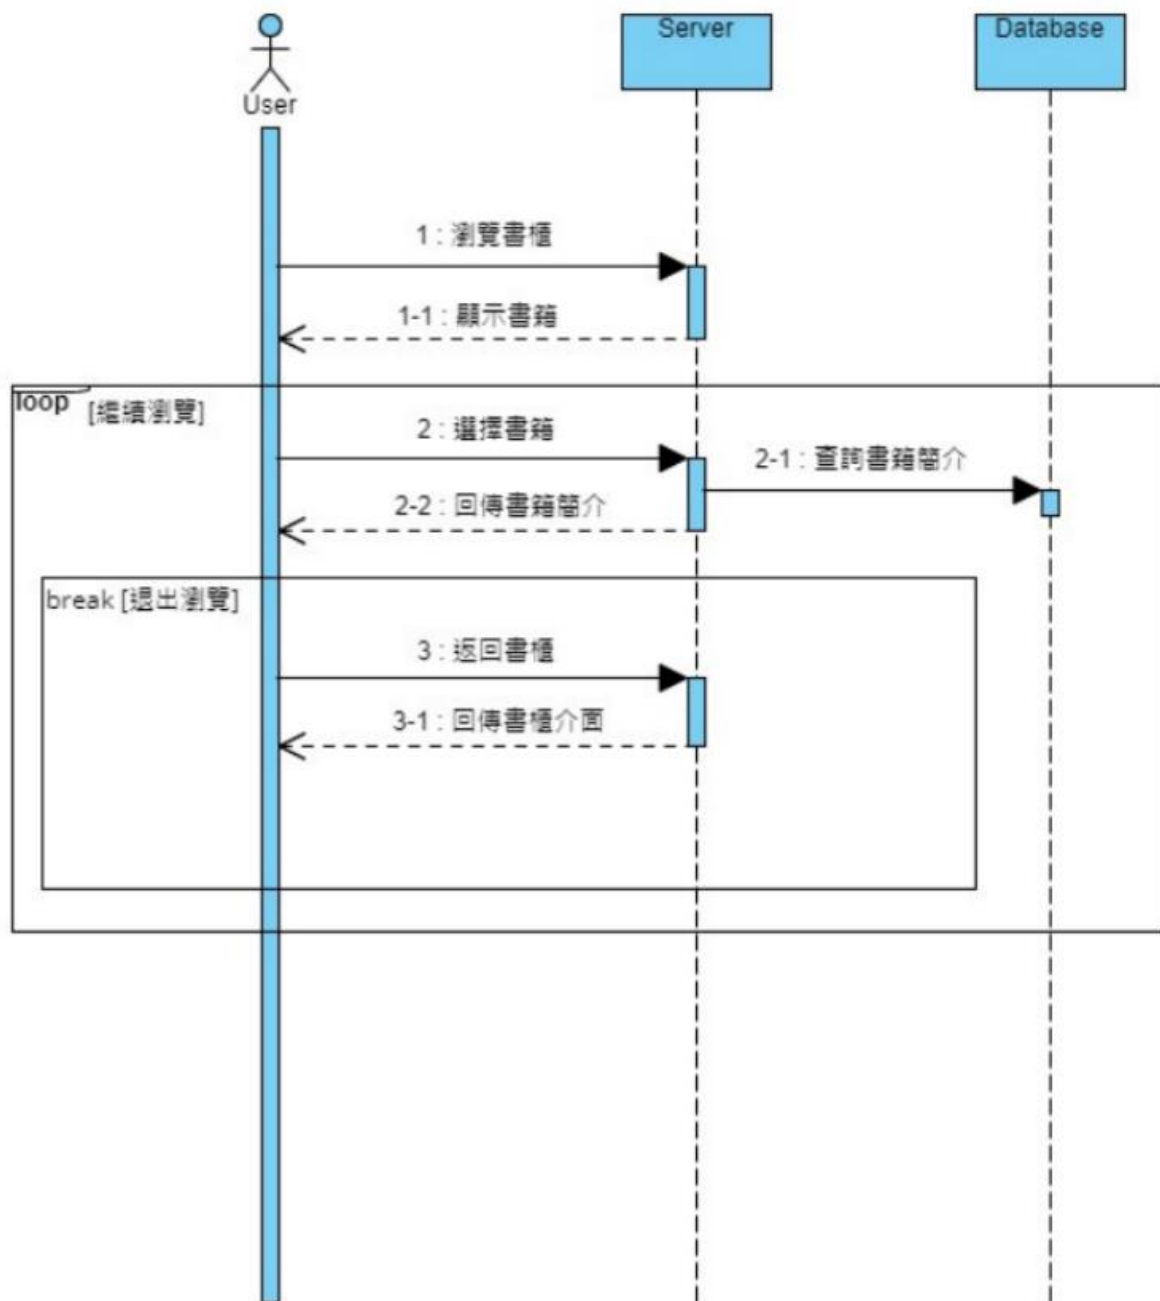 User
Server
Database
1 : 瀏覽書櫃
1-1 : 顯示書籍
loop [繼續瀏覽]
2 : 選擇書籍
2-1 : 查詢書籍簡介
2-2 : 回傳書籍簡介
break [退出瀏覽]
3 : 返回書櫃
3-1 : 回傳書櫃介面